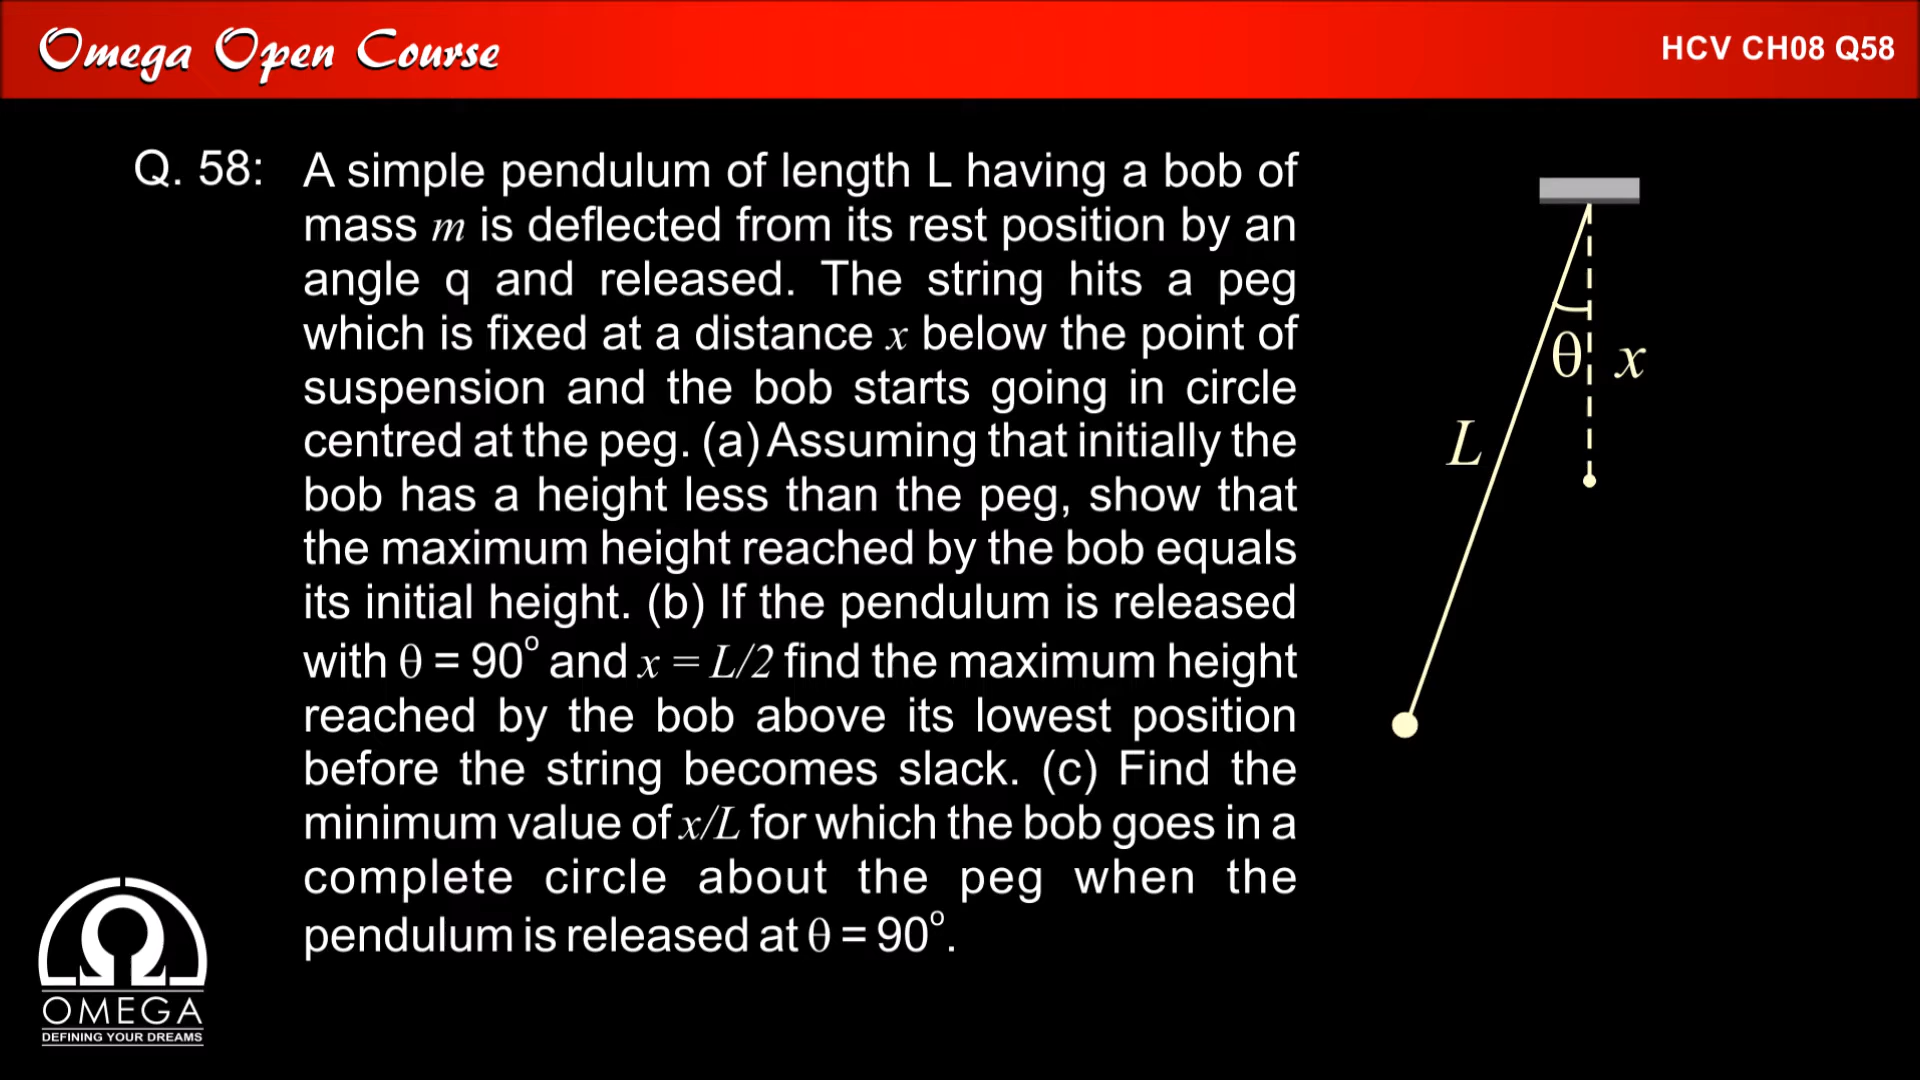 Omega Open Course
HCV CH08 Q58
Q. 58: A simple pendulum of length L having a bob of
mass m is deflected from its rest position by an
angle q and released. The string hits a peg
which is fixed at a distance x below the point of
suspension and the bob starts going in circle
centred at the peg. (a) Assuming that initially the
bob has a height less than the peg, show that
the maximum height reached by the bob equals
its initial height. (b) If the pendulum is released
with θ = 90° and x = L/2 find the maximum height
reached by the bob above its lowest position
before the string becomes slack. (c) Find the
minimum value of x/L for which the bob goes in a
complete circle about the peg when the
pendulum is released at θ = 90°.
θ x
L
Ω
OMEGA
DEFINING YOUR DREAMS